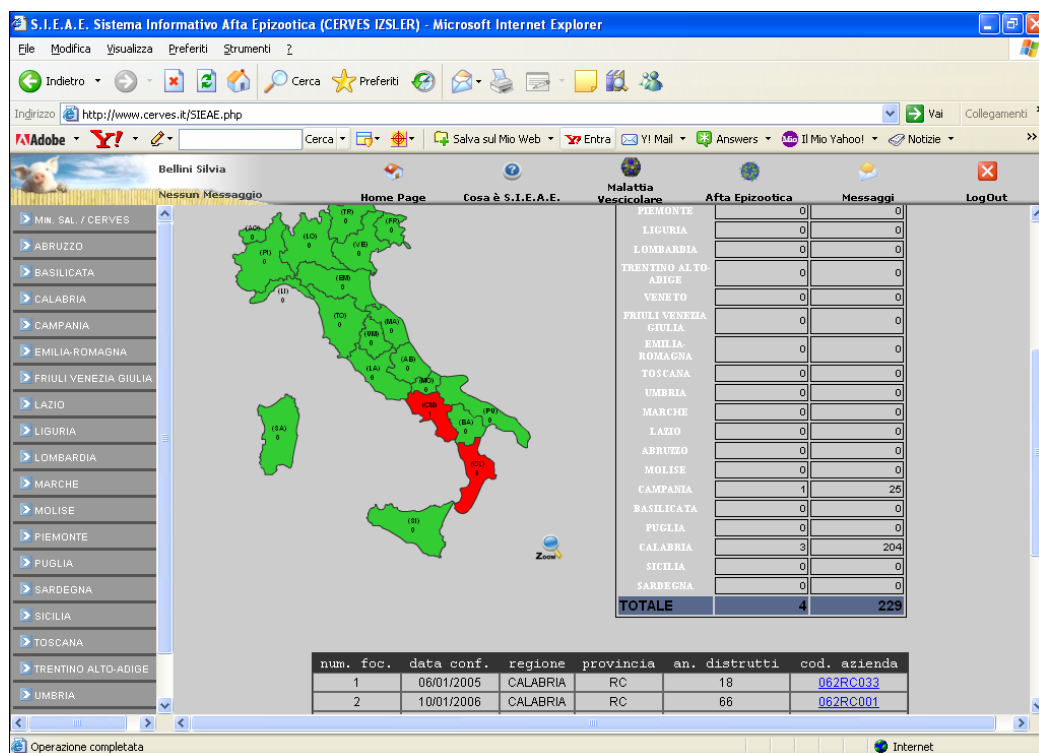 S.I.E.A.E. Sistema Informativo Afta Epizootica (CERVES IZSLER) - Microsoft Internet Explorer
File Modifica Visualizza Preferiti Strumenti ?
Indietro Cerca Preferiti
Indirizzo http://www.cerves.it/SIEAE.php Vai Collegamenti »
Adobe Y! Cerca Salva sul Mio Web Entra Y! Mail Answers Il Mio Yahoo! Notizie »
Bellini Silvia
Nessun Messaggio
Home Page Cosa è S.I.E.A.E. Malattia Vescicolare Afta Epizootica Messaggi LogOut
MIN. SAL. / CERVES
ABRUZZO
BASILICATA
CALABRIA
CAMPANIA
EMILIA-ROMAGNA
FRIULI VENEZIA GIULIA
LAZIO
LIGURIA
LOMBARDIA
MARCHE
MOLISE
PIEMONTE
PUGLIA
SARDEGNA
SICILIA
TOSCANA
TRENTINO ALTO-ADIGE
UMBRIA
(TR)
0
(FR)
0
(AO)
0
(LO)
0
(VE)
0
(PI)
0
(EM)
0
(LI)
0
(TO)
0
(MA)
0
(UM)
0
(AB)
0
(LA)
0
(MO)
0
(CM)
1
(PU)
0
(BA)
0
(SA)
0
(CL)
3
(SI)
0
Zoom
PIEMONTE 0 0
LIGURIA 0 0
LOMBARDIA 0 0
TRENTINO ALTO-
ADIGE 0 0
VENETO 0 0
FRIULI VENEZIA
GIULIA 0 0
EMILIA-
ROMAGNA 0 0
TOSCANA 0 0
UMBRIA 0 0
MARCHE 0 0
LAZIO 0 0
ABRUZZO 0 0
MOLISE 0 0
CAMPANIA 1 25
BASILICATA 0 0
PUGLIA 0 0
CALABRIA 3 204
SICILIA 0 0
SARDEGNA 0 0
TOTALE 4 229
num. foc. data conf. regione provincia an. distrutti cod. azienda
1 06/01/2005 CALABRIA RC 18 062RC033
2 10/01/2006 CALABRIA RC 66 062RC001
Operazione completata Internet